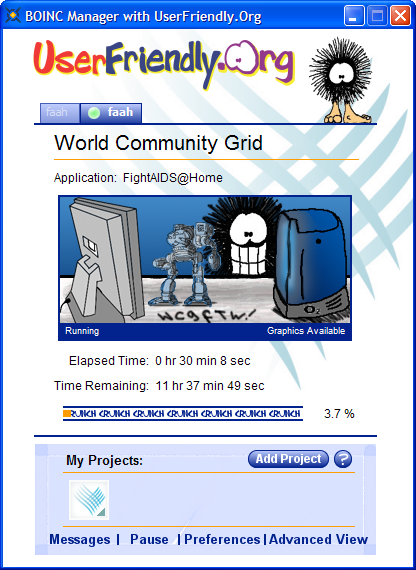 BOINC Manager with UserFriendly.Org
UserFriendly.Org
faah faah
World Community Grid
Application: FightAIDS@Home
WCGFTW!
Running Graphics Available
Elapsed Time: 0 hr 30 min 8 sec
Time Remaining: 11 hr 37 min 49 sec
CRUNCH CRUNCH CRUNCH CRUNCH CRUNCH CRUNCH CRUNCH 3.7 %
My Projects: Add Project ?
Messages | Pause | Preferences | Advanced View